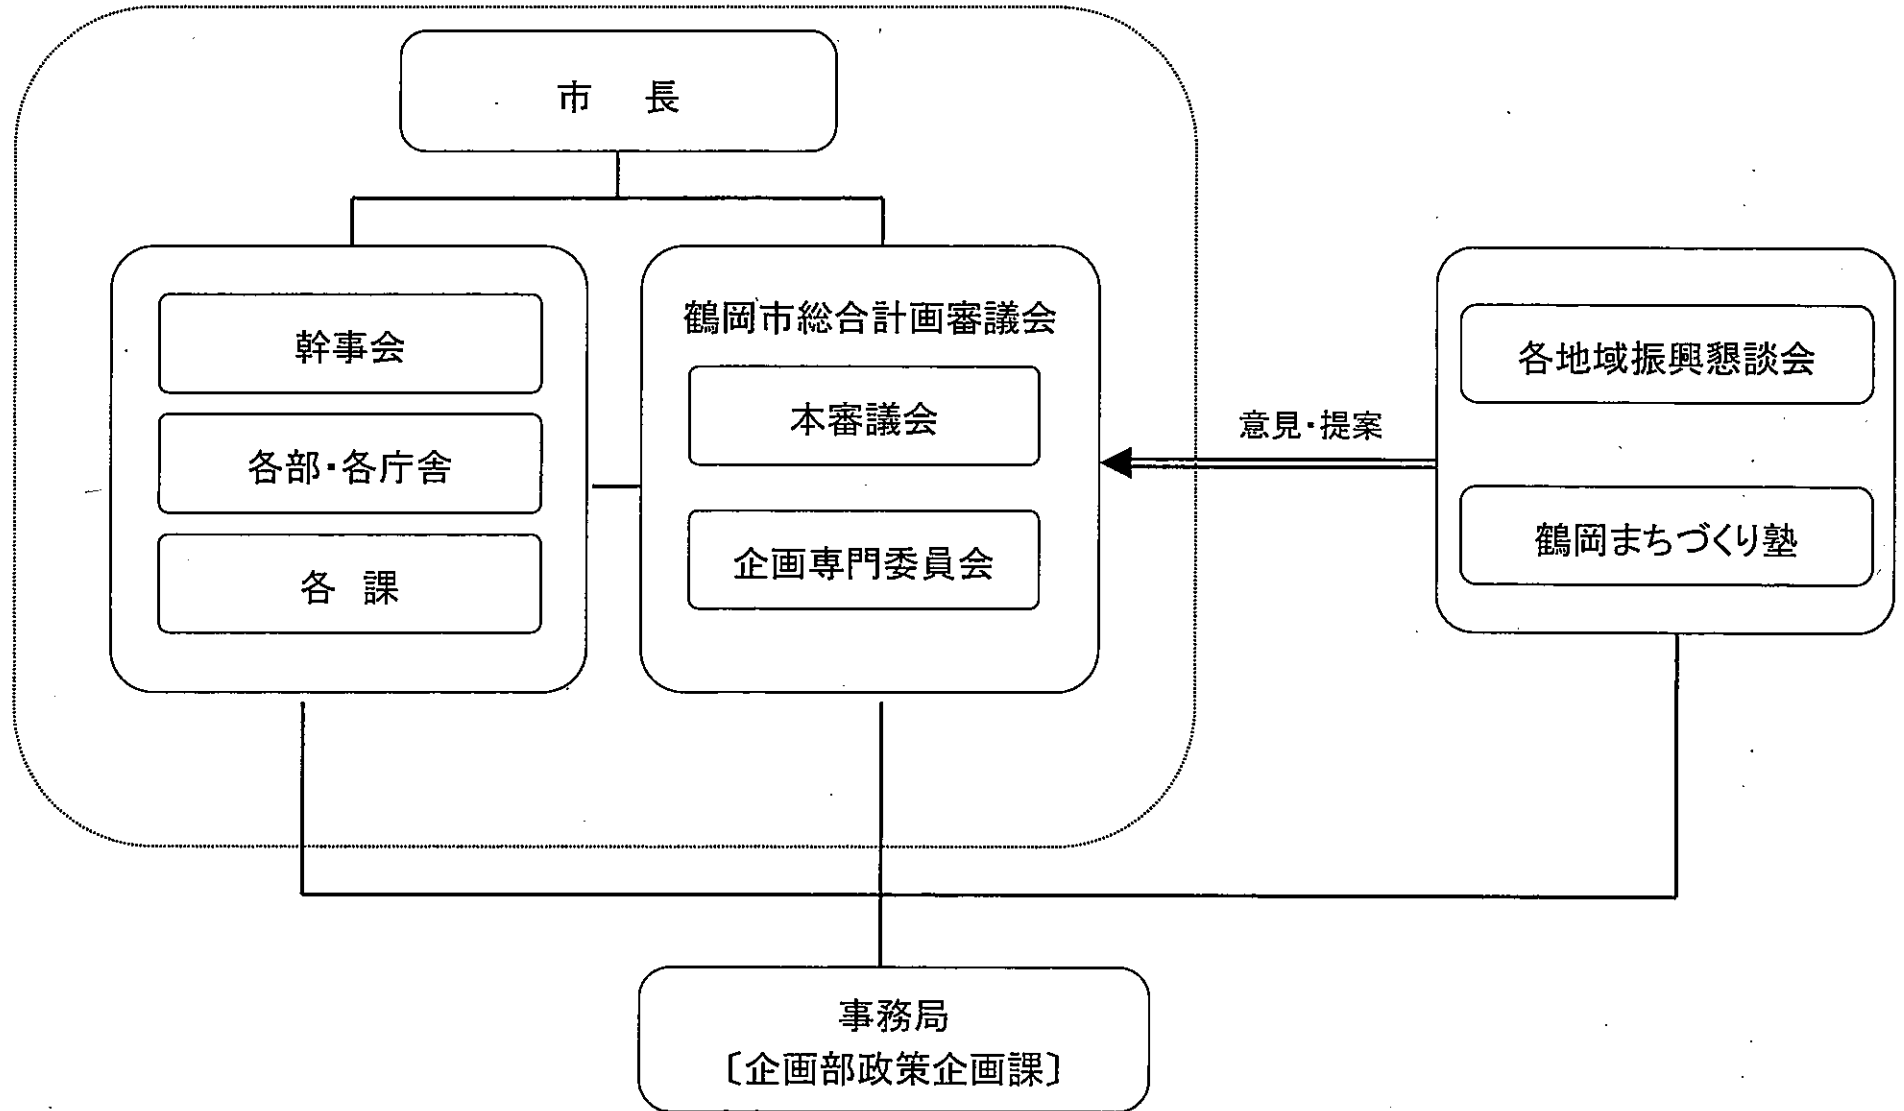 市 長
幹事会
各部・各庁舎
各 課
鶴岡市総合計画審議会
本審議会
企画専門委員会
意見・提案
各地域振興懇談会
鶴岡まちづくり塾
事務局
〔企画部政策企画課〕